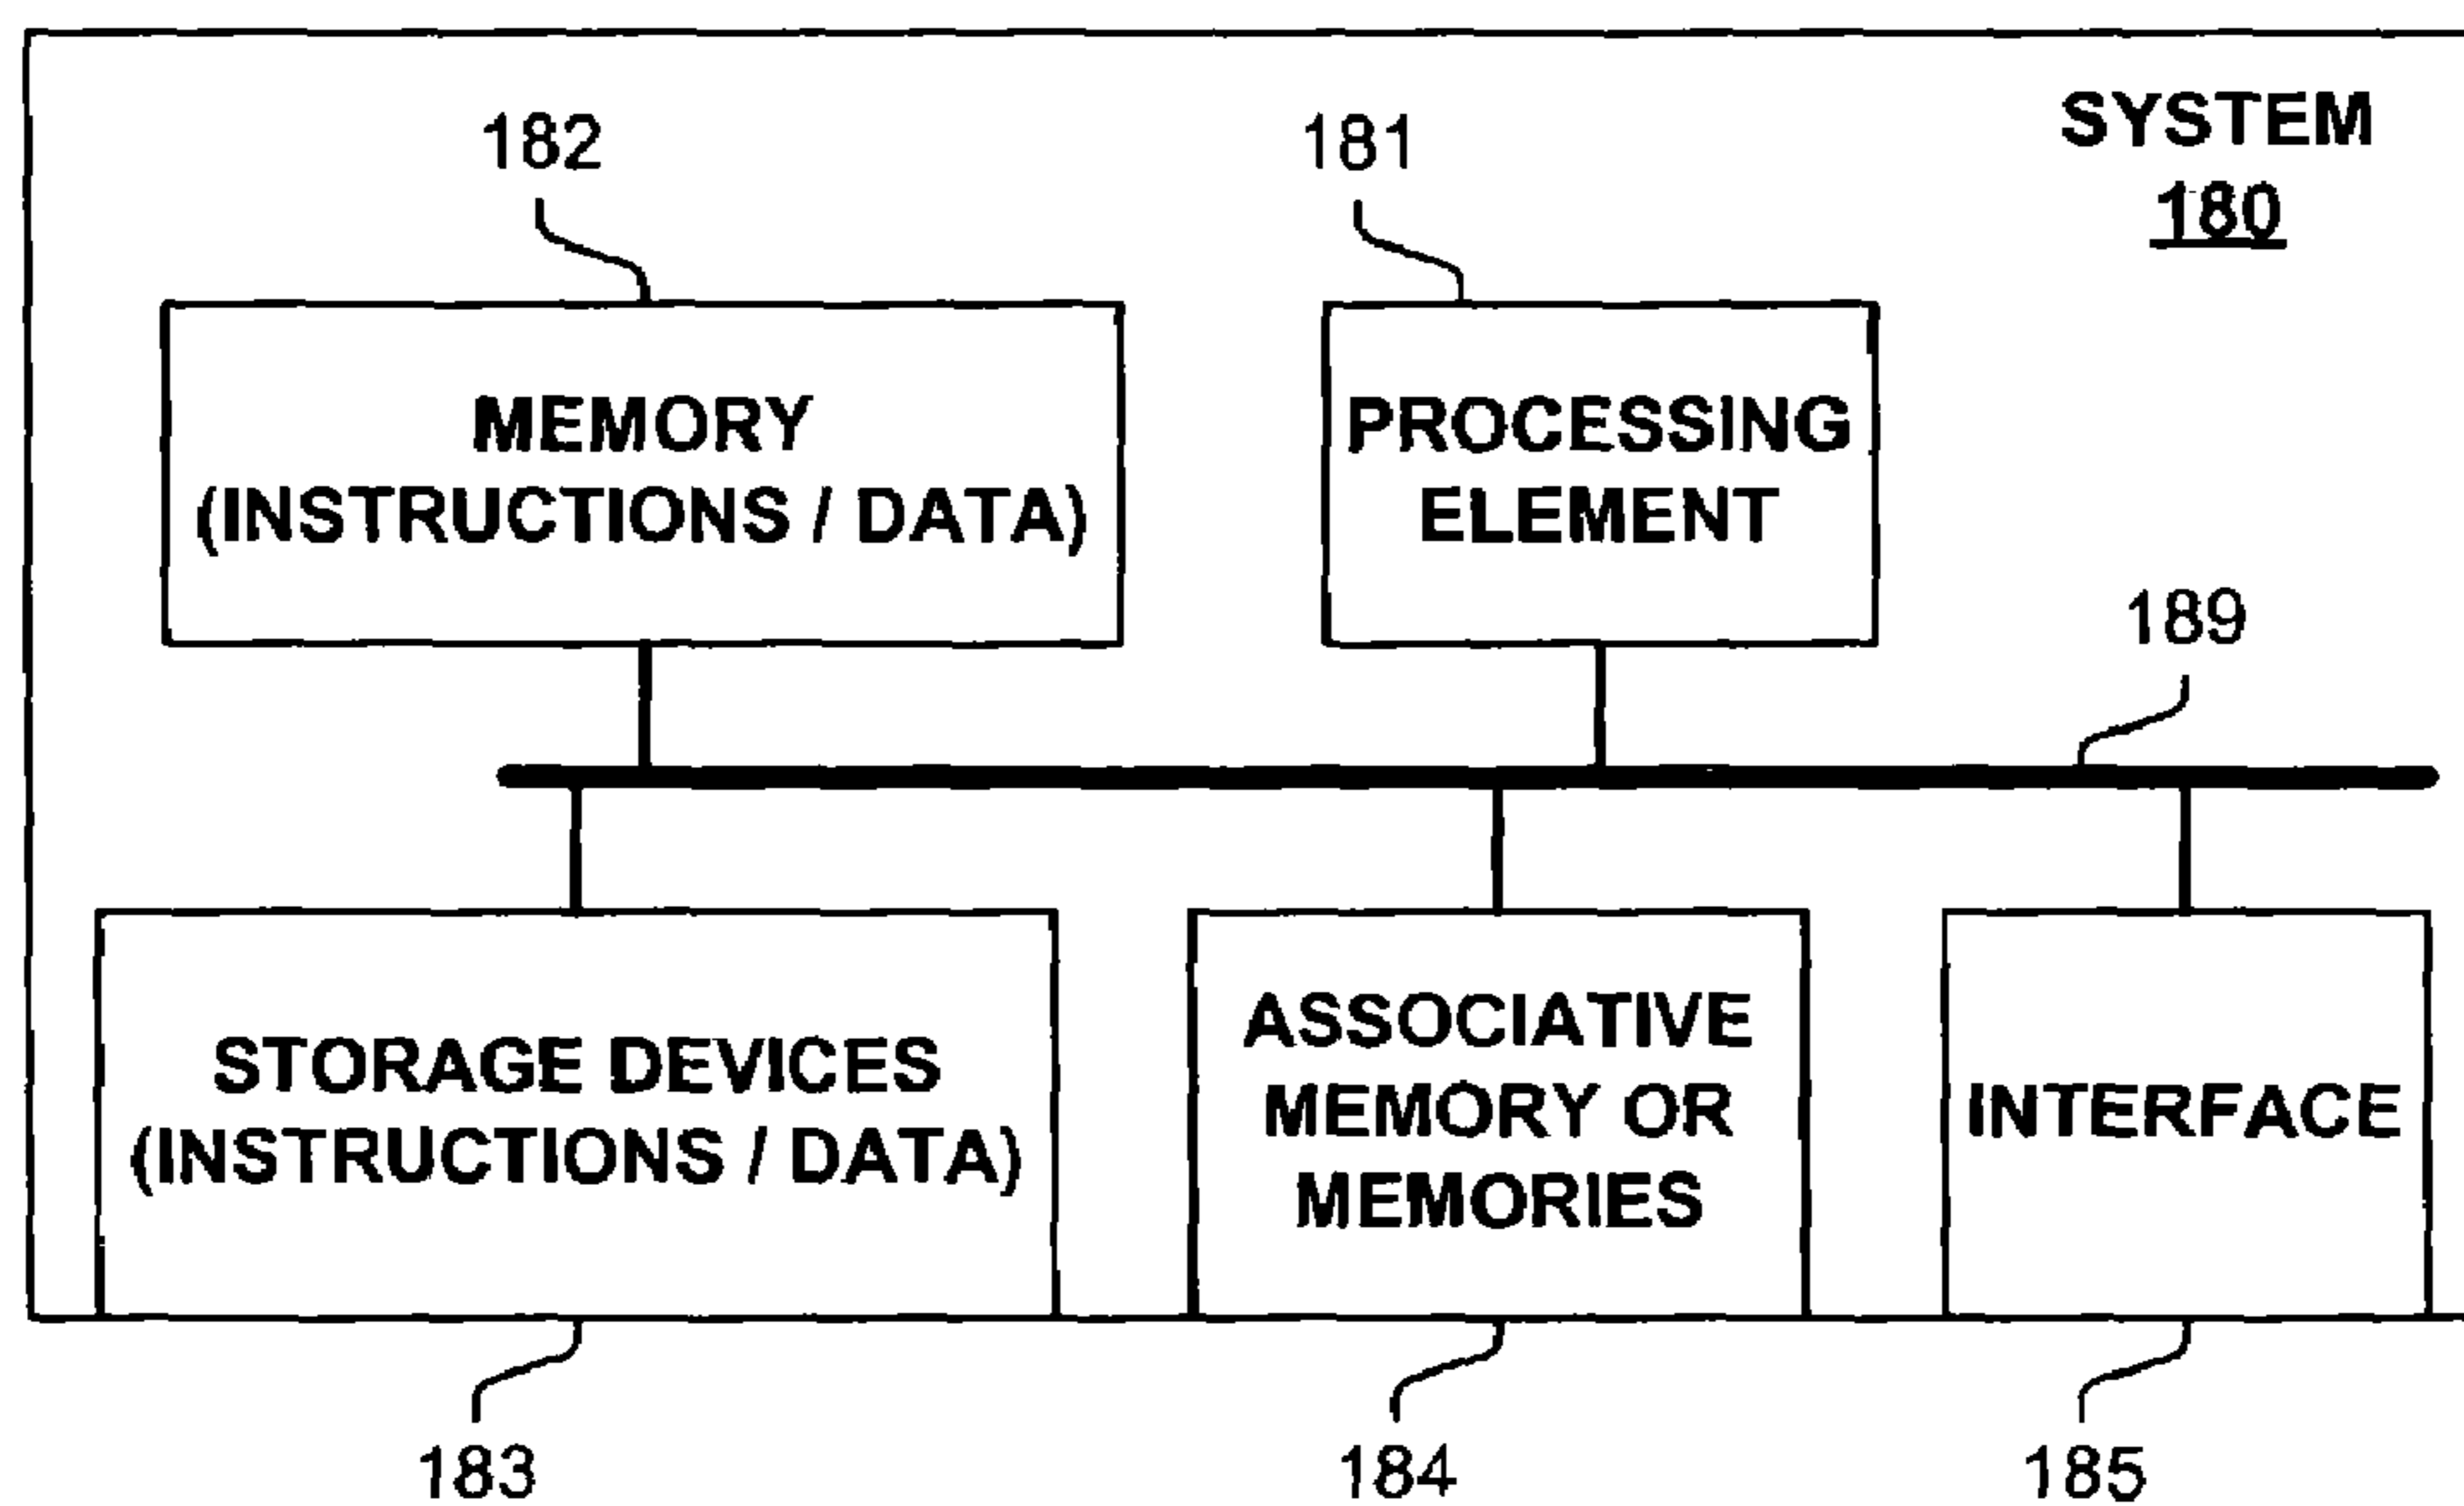 SYSTEM
180
182
181
MEMORY
(INSTRUCTIONS / DATA)
PROCESSING
ELEMENT
189
STORAGE DEVICES
(INSTRUCTIONS / DATA)
ASSOCIATIVE
MEMORY OR
MEMORIES
INTERFACE
183
184
185